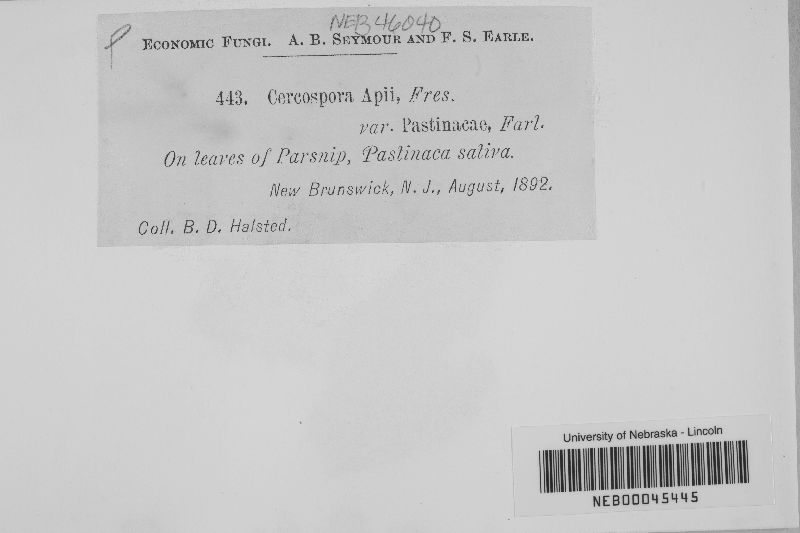 NEB46040
P
ECONOMIC FUNGI. A. B. SEYMOUR AND F. S. EARLE.
443. Cercospora Apii, Fres.
var. Pastinacae, Farl.
On leaves of Parsnip, Pastinaca sativa.
New Brunswick, N. J., August, 1892.
Coll. B. D. Halsted.
University of Nebraska - Lincoln
NEB00045445